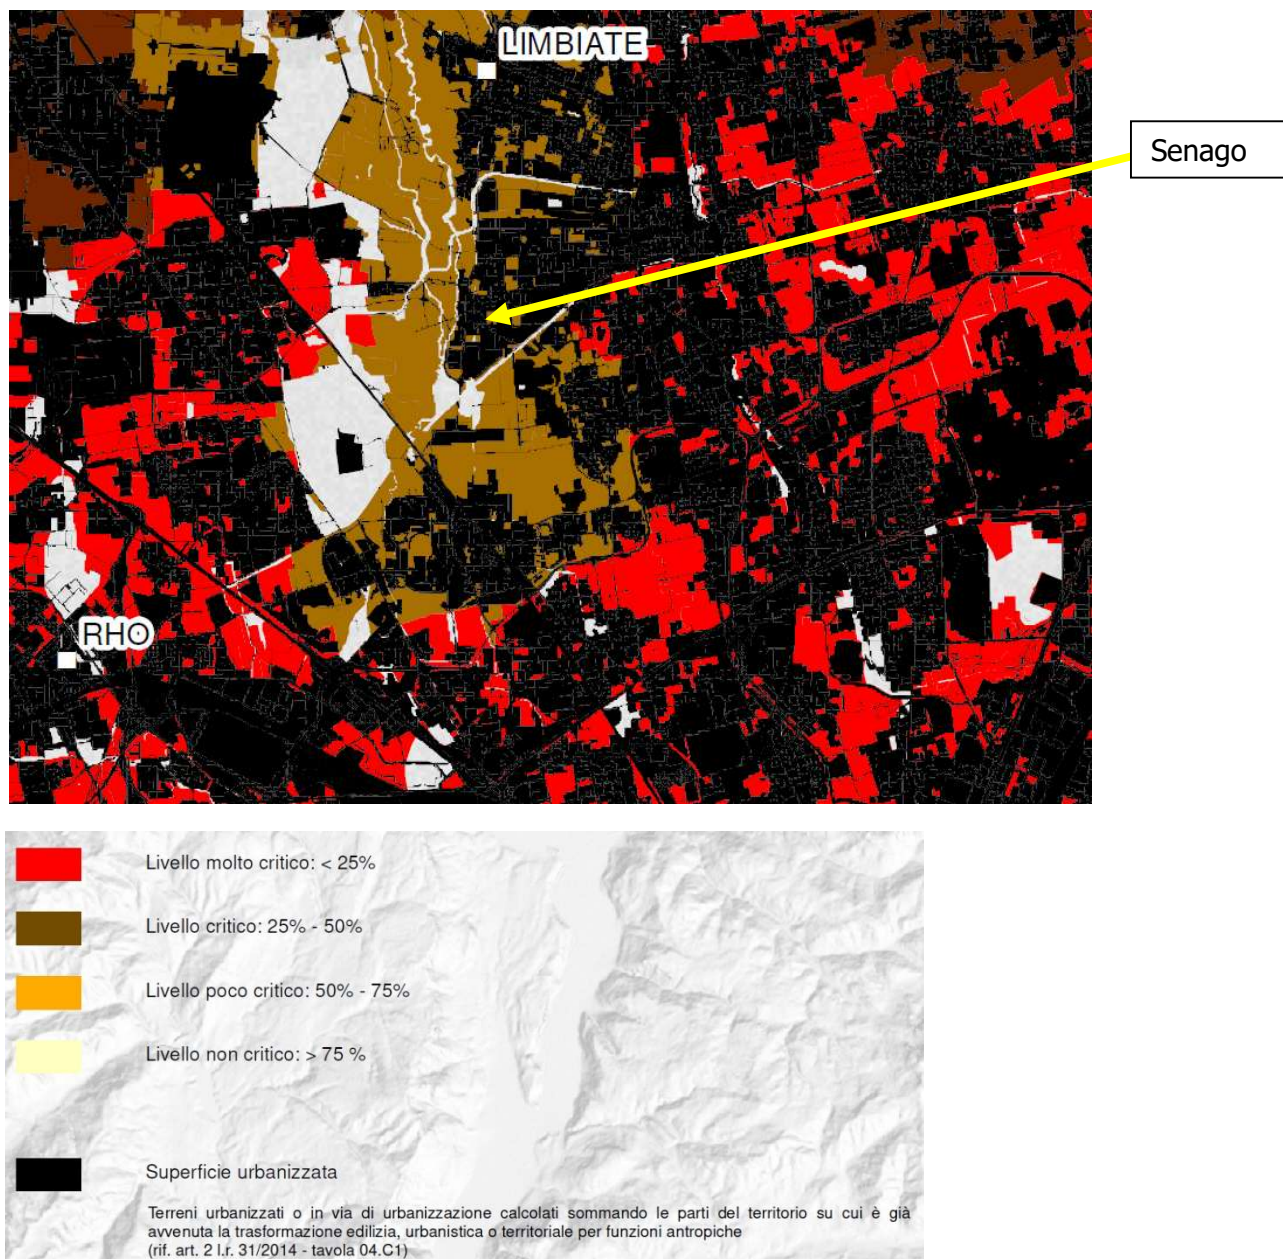 LIMBIATE
Senago
RHO
Livello molto critico: < 25%
Livello critico: 25% - 50%
Livello poco critico: 50% - 75%
Livello non critico: > 75 %
Superficie urbanizzata
Terreni urbanizzati o in via di urbanizzazione calcolati sommando le parti del territorio su cui è già
avvenuta la trasformazione edilizia, urbanistica o territoriale per funzioni antropiche
(rif. art. 2 l.r. 31/2014 - tavola 04.C1)